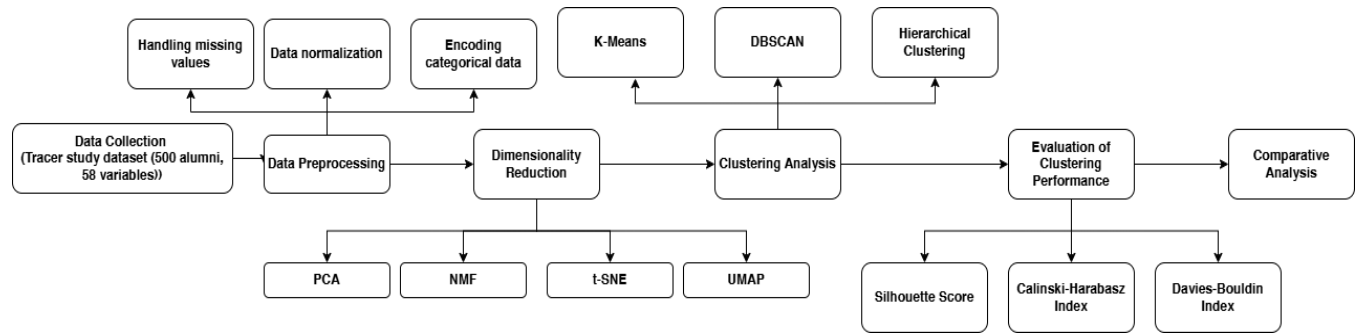 Handling missing
values
Data normalization
Encoding
categorical data
K-Means
DBSCAN
Hierarchical
Clustering
Data Collection
(Tracer study dataset (500 alumni,
58 variables))
Data Preprocessing
Dimensionality
Reduction
Clustering Analysis
Evaluation of
Clustering
Performance
Comparative
Analysis
PCA
NMF
t-SNE
UMAP
Silhouette Score
Calinski-Harabasz
Index
Davies-Bouldin
Index